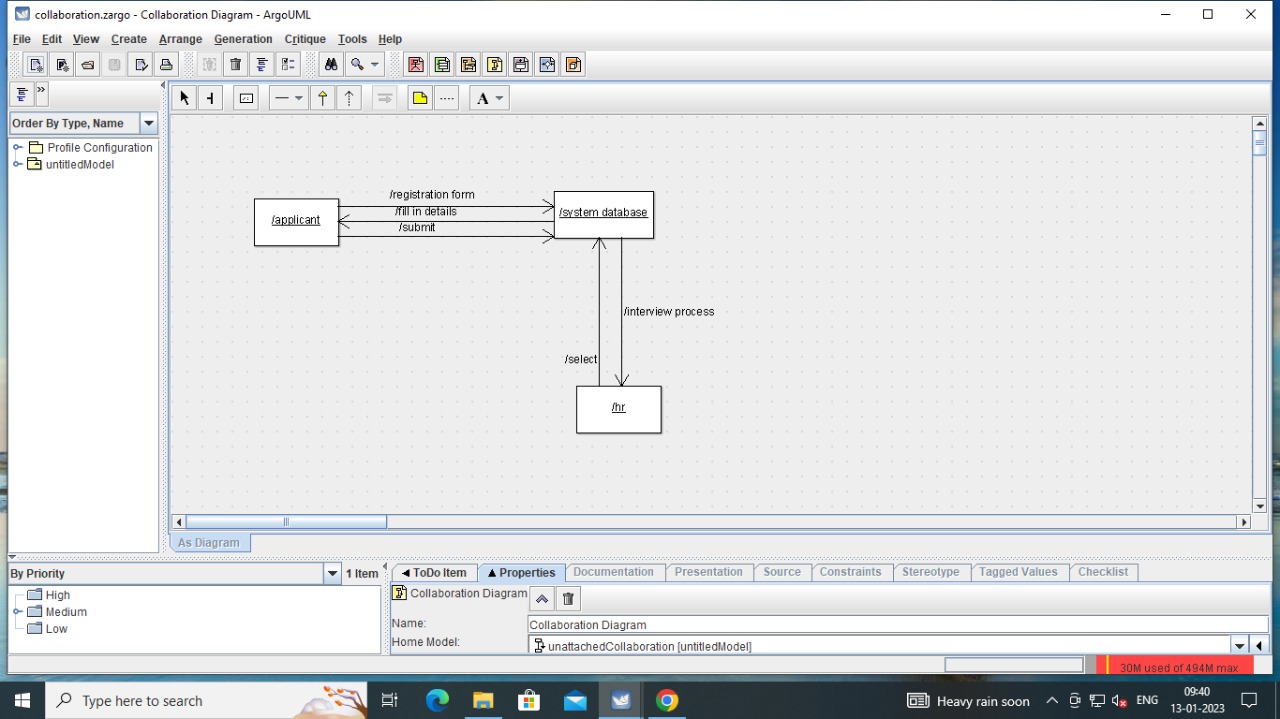 collaboration.zargo - Collaboration Diagram - ArgoUML
File Edit View Create Arrange Generation Critique Tools Help
Order By Type, Name
Profile Configuration
untitledModel
/registration form
/fill in details
/submit
/applicant
/system database
/interview process
/select
/hr
As Diagram
By Priority
1 Item
High
Medium
Low
ToDo Item Properties Documentation Presentation Source Constraints Stereotype Tagged Values Checklist
Collaboration Diagram
Name: Collaboration Diagram
Home Model: unattachedCollaboration [untitledModel]
30M used of 494M max
Type here to search
Heavy rain soon
ENG
09:40
13-01-2023